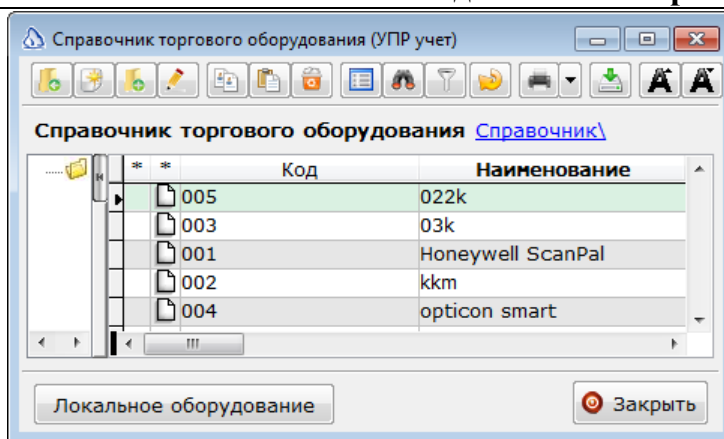 Справочник торгового оборудования (УПР учет)
Справочник торгового оборудования Справочник\
* * Код Наименование
005 022k
003 03k
001 Honeywell ScanPal
002 kkm
004 opticon smart
Локальное оборудование Закрыть